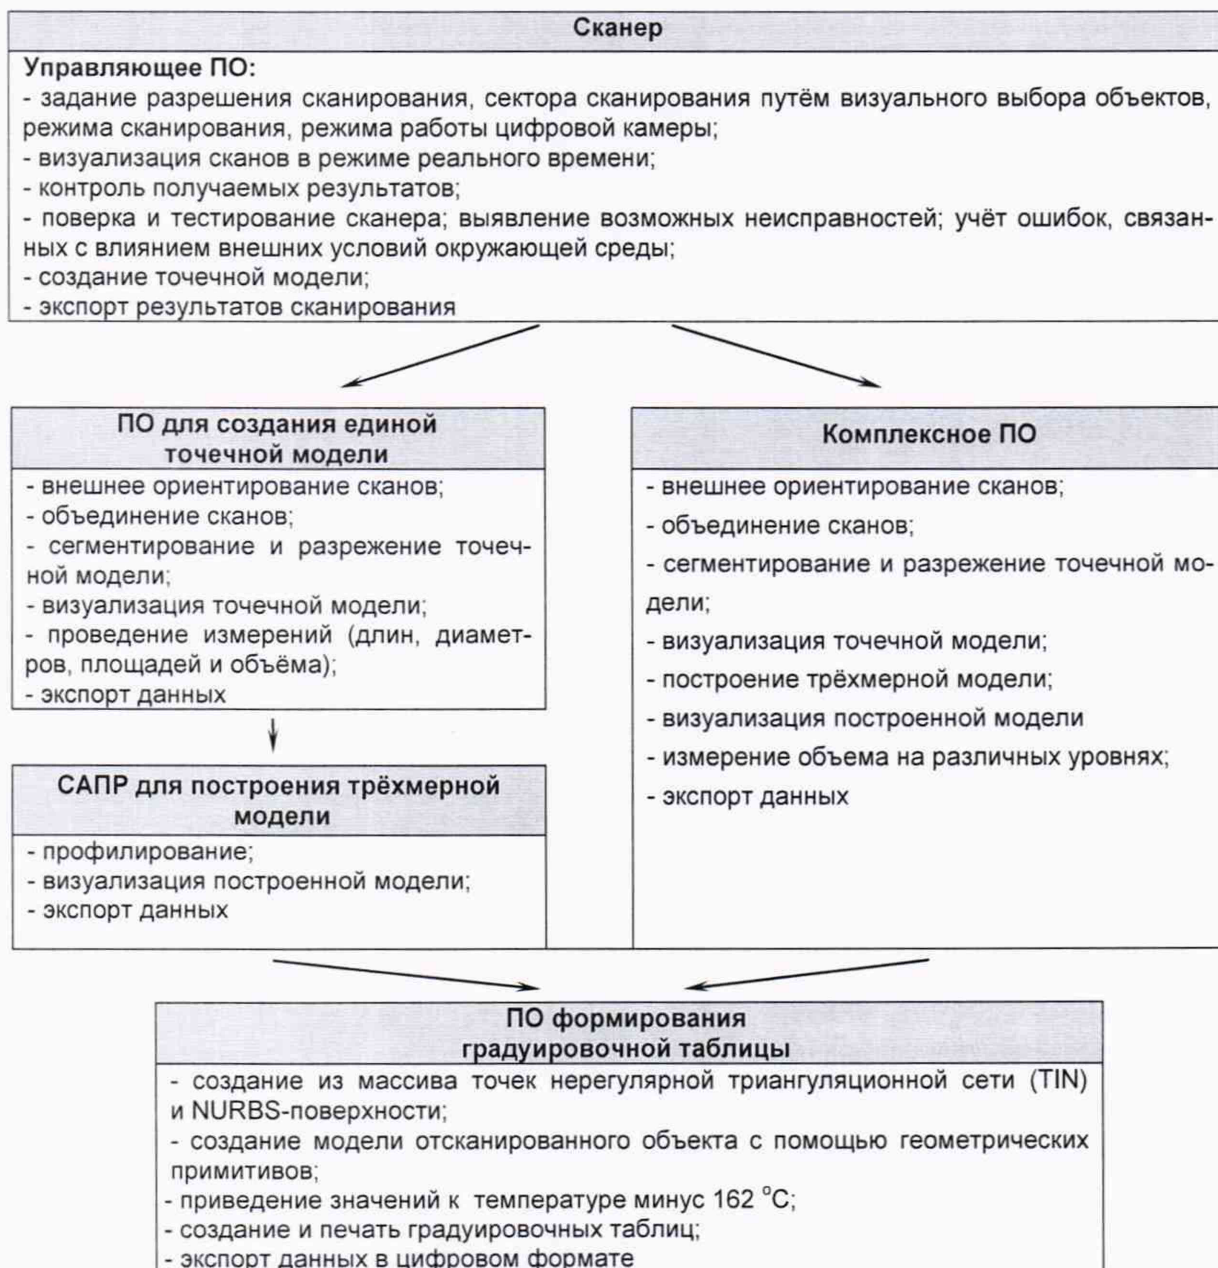 Сканер
Управляющее ПО:
- задание разрешения сканирования, сектора сканирования путём визуального выбора объектов,
режима сканирования, режима работы цифровой камеры;
- визуализация сканов в режиме реального времени;
- контроль получаемых результатов;
- поверка и тестирование сканера; выявление возможных неисправностей; учёт ошибок, связан-
ных с влиянием внешних условий окружающей среды;
- создание точечной модели;
- экспорт результатов сканирования
ПО для создания единой
точечной модели
- внешнее ориентирование сканов;
- объединение сканов;
- сегментирование и разрежение точеч-
ной модели;
- визуализация точечной модели;
- проведение измерений (длин, диамет-
ров, площадей и объёма);
- экспорт данных
САПР для построения трёхмерной
модели
- профилирование;
- визуализация построенной модели;
- экспорт данных
Комплексное ПО
- внешнее ориентирование сканов;
- объединение сканов;
- сегментирование и разрежение точечной мо-
дели;
- визуализация точечной модели;
- построение трёхмерной модели;
- визуализация построенной модели
- измерение объема на различных уровнях;
- экспорт данных
ПО формирования
градуировочной таблицы
- создание из массива точек нерегулярной триангуляционной сети (TIN)
и NURBS-поверхности;
- создание модели отсканированного объекта с помощью геометрических
примитивов;
- приведение значений к температуре минус 162 °С;
- создание и печать градуировочных таблиц;
- экспорт данных в цифровом формате